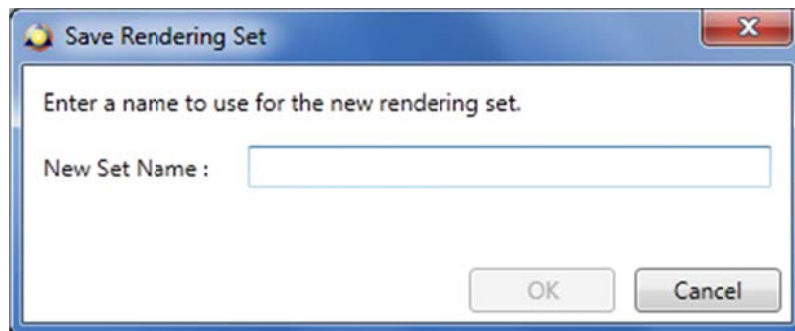 Save Rendering Set
Enter a name to use for the new rendering set.
New Set Name :
OK Cancel